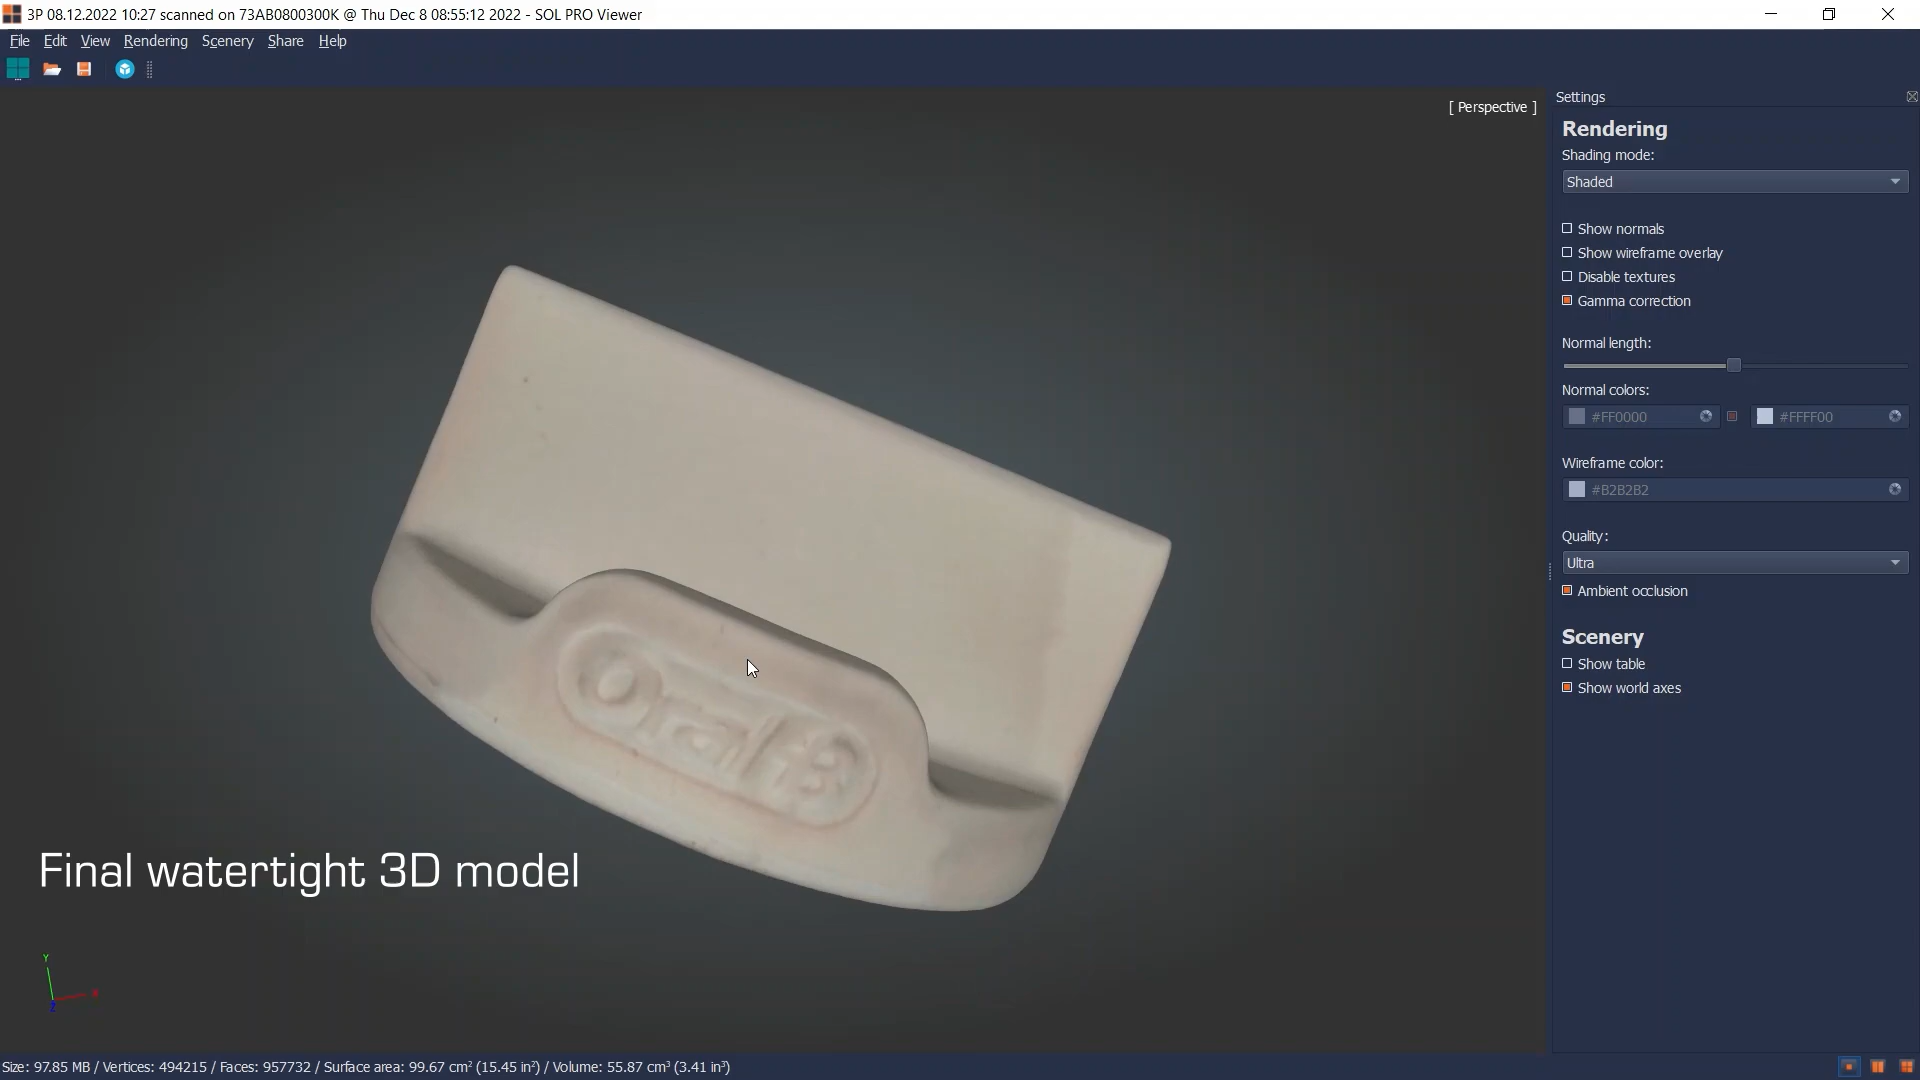 3P 08.12.2022 10:27 scanned on 73AB0800300K @ Thu Dec 8 08:55:12 2022 - SOL PRO Viewer
File Edit View Rendering Scenery Share Help
[ Perspective ]
Settings
Rendering
Shading mode:
Shaded
Show normals
Show wireframe overlay
Disable textures
Gamma correction
Normal length:
Normal colors:
#FF0000 #FFFF00
Wireframe color:
#B2B2B2
Quality:
Ultra
Ambient occlusion
Scenery
Show table
Show world axes
Final watertight 3D model
Y
X
Z
Size: 97.85 MB / Vertices: 494215 / Faces: 957732 / Surface area: 99.67 cm² (15.45 in²) / Volume: 55.87 cm³ (3.41 in³)